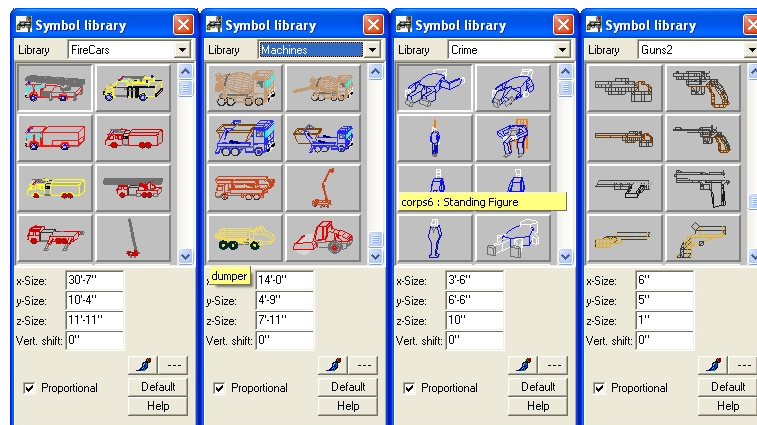 Symbol library
Library FireCars
x-Size: 30'-7"
y-Size: 10'-4"
z-Size: 11'-11"
Vert. shift: 0"
---
Proportional Default
Help
Symbol library
Library Machines
dumper
14'-0"
y-Size: 4'-9"
z-Size: 7'-11"
Vert. shift: 0"
---
Proportional Default
Help
Symbol library
Library Crime
corps6 : Standing Figure
x-Size: 3'-6"
y-Size: 6'-6"
z-Size: 10"
Vert. shift: 0"
---
Proportional Default
Help
Symbol library
Library Guns2
x-Size: 6"
y-Size: 5"
z-Size: 1"
Vert. shift: 0"
---
Proportional Default
Help